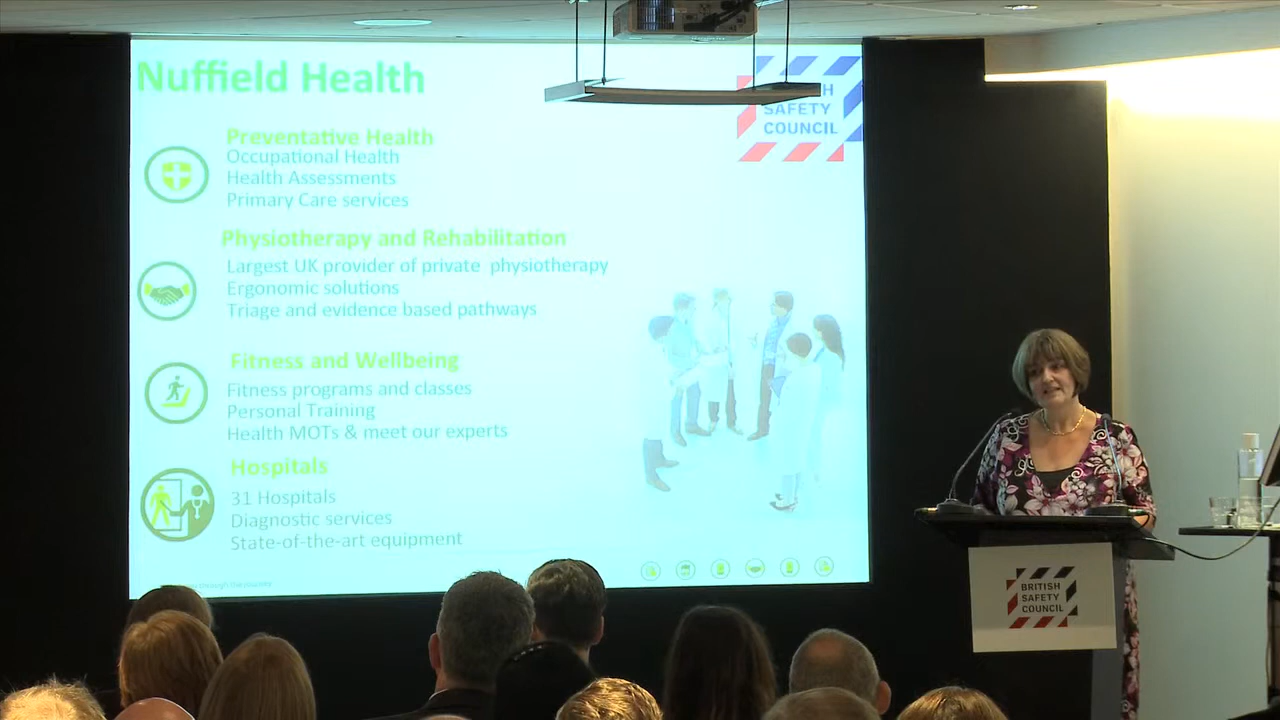 Nuffield Health
H
SAFETY
COUNCIL
Preventative Health
Occupational Health
Health Assessments
Primary Care services
Physiotherapy and Rehabilitation
Largest UK provider of private physiotherapy
Ergonomic solutions
Triage and evidence based pathways
Fitness and Wellbeing
Fitness programs and classes
Personal Training
Health MOTs & meet our experts
Hospitals
31 Hospitals
Diagnostic services
State-of-the-art equipment
through the
BRITISH
SAFETY
COUNCIL